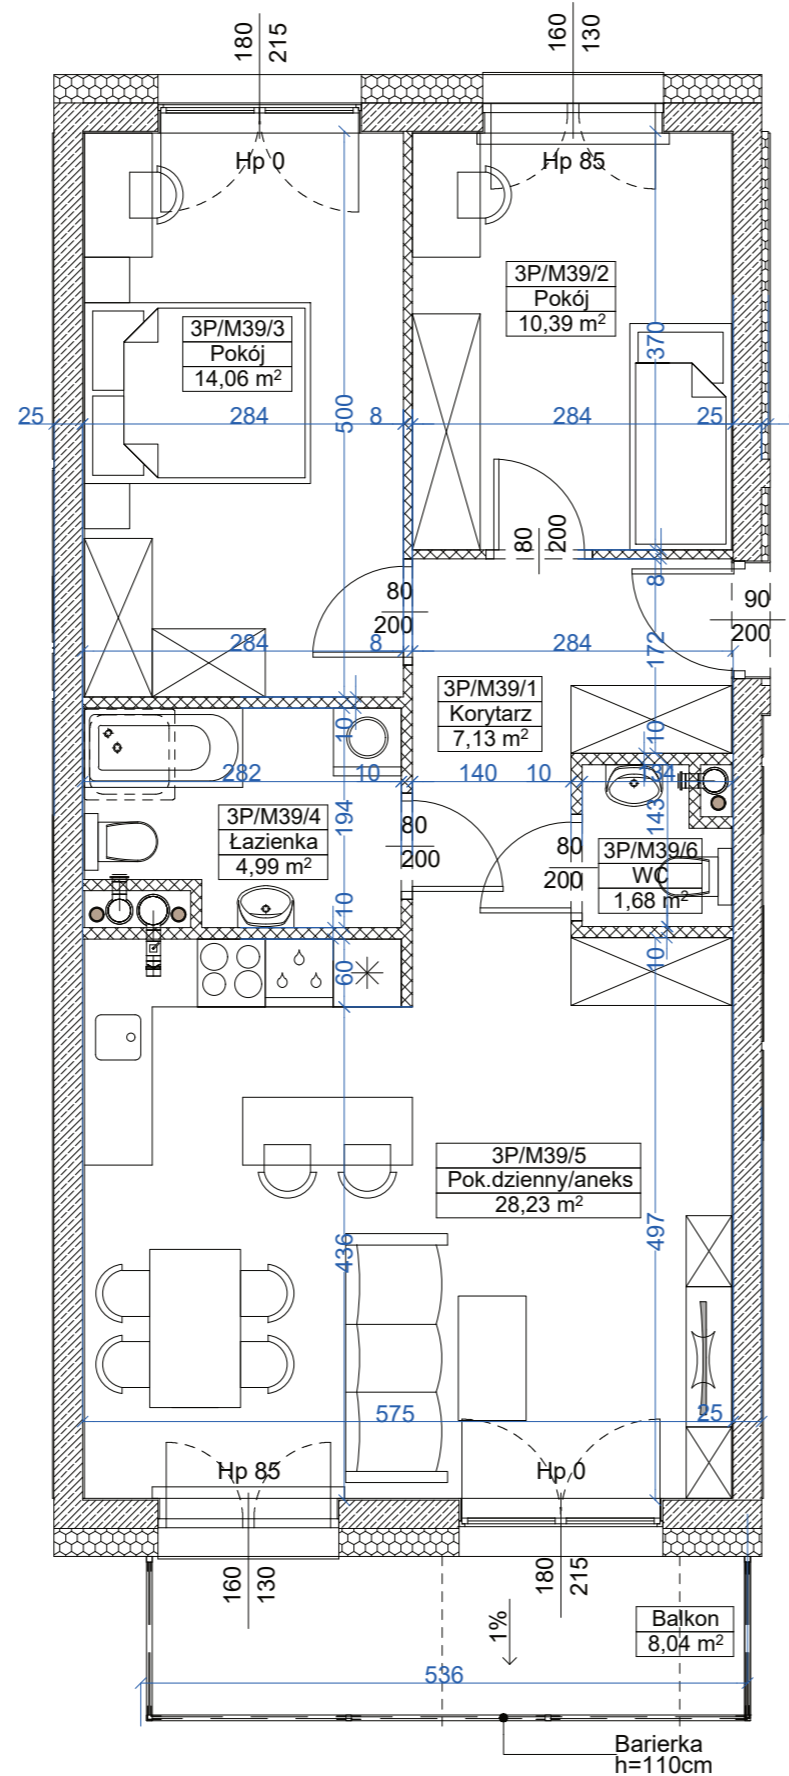 180
215
160
130
Hp 0
Hp 85
3P/M39/2
Pokój
10,39 m²
3P/M39/3
Pokój
14,06 m²
370
500
25
284
8
284
25
80
200
8
80
200
90
200
284
8
284
172
3P/M39/1
Korytarz
7,13 m²
10
10
282
10
140
10
134
3P/M39/4
Łazienka
4,99 m²
194
143
80
200
80
200
3P/M39/6
WC
1,68 m²
10
10
60
3P/M39/5
Pok.dzienny/aneks
28,23 m²
436
497
575
25
Hp 85
Hp 0
160
130
180
215
1%
Balkon
8,04 m²
536
Barierka
h=110cm